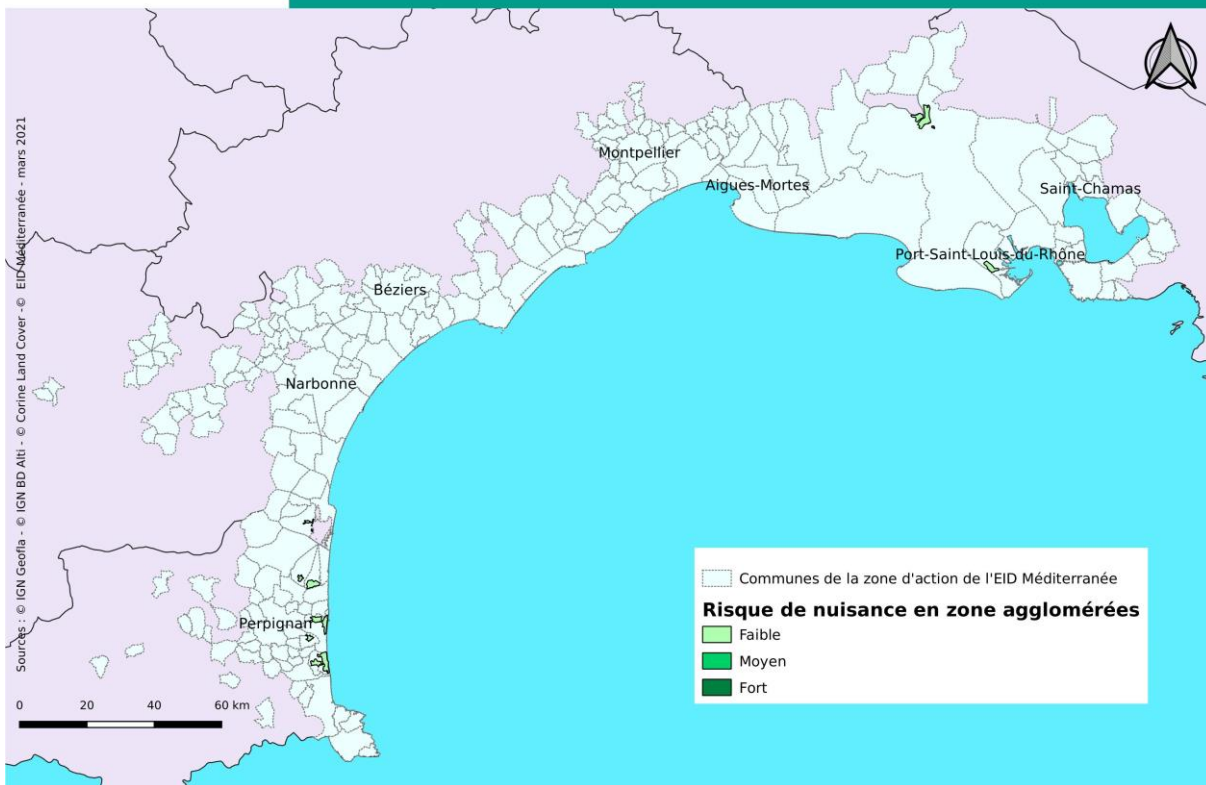 Montpellier
Aigues-Mortes
Saint-Chamas
Port-Saint-Louis-du-Rhône
Béziers
Narbonne
Perpignan
Sources : © IGN Geofla - © IGN BD Alti - © Corine Land Cover -© EID Méditerranée - mars 2021
0 20 40 60 km
Communes de la zone d'action de l'EID Méditerranée
Risque de nuisance en zone agglomérées
Faible
Moyen
Fort